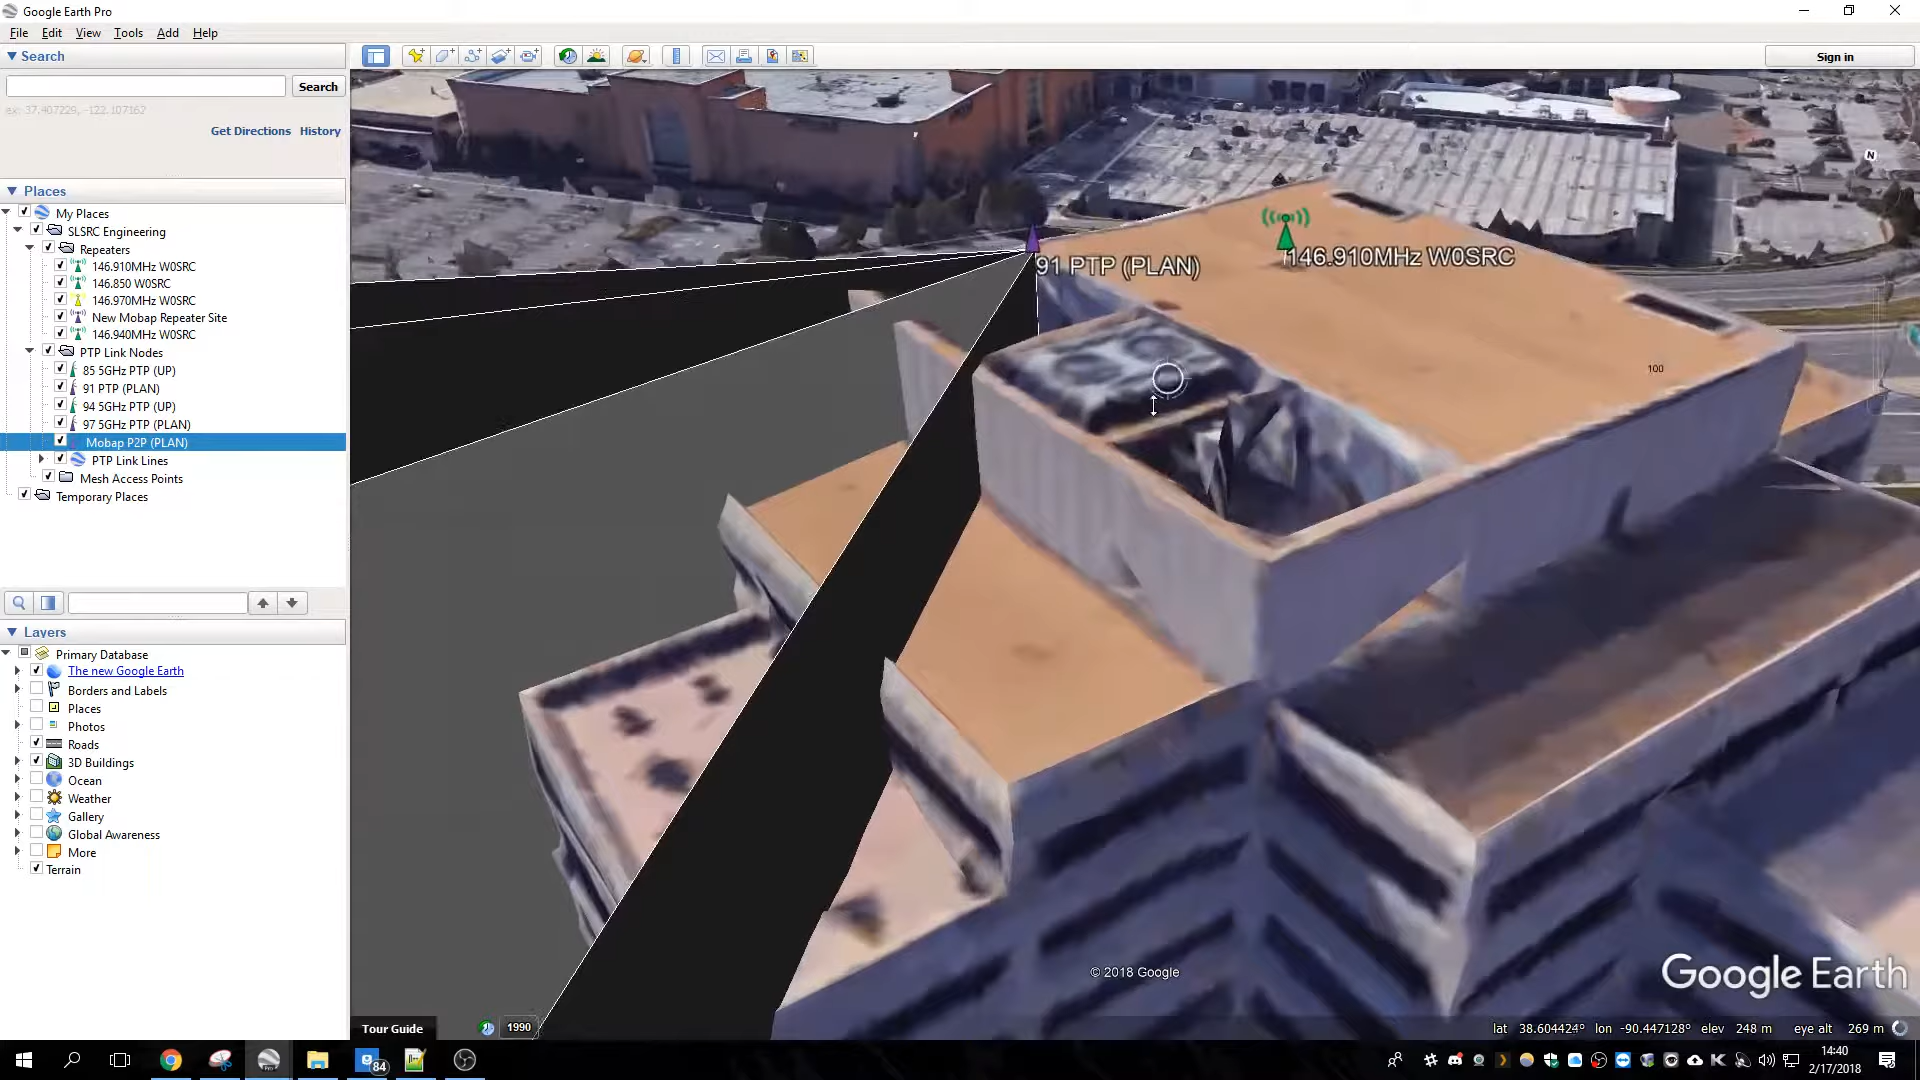 Google Earth Pro
File Edit View Tools Add Help
Search
Sign in
Search
ex: 37.407229, -122.107162
Get Directions History
Places
My Places
SLSRC Engineering
Repeaters
146.910MHz W0SRC
146.850 W0SRC
146.970MHz W0SRC
New Mobap Repeater Site
146.940MHz W0SRC
PTP Link Nodes
85 5GHz PTP (UP)
91 PTP (PLAN)
94 5GHz PTP (UP)
97 5GHz PTP (PLAN)
Mobap P2P (PLAN)
PTP Link Lines
Mesh Access Points
Temporary Places
Layers
Primary Database
The new Google Earth
Borders and Labels
Places
Photos
Roads
3D Buildings
Ocean
Weather
Gallery
Global Awareness
More
Terrain
N
91 PTP (PLAN)
146.910MHz W0SRC
100
© 2018 Google
Google Earth
Tour Guide
1990
lat 38.604424° lon -90.447128° elev 248 m eye alt 269 m
84
14:40
2/17/2018